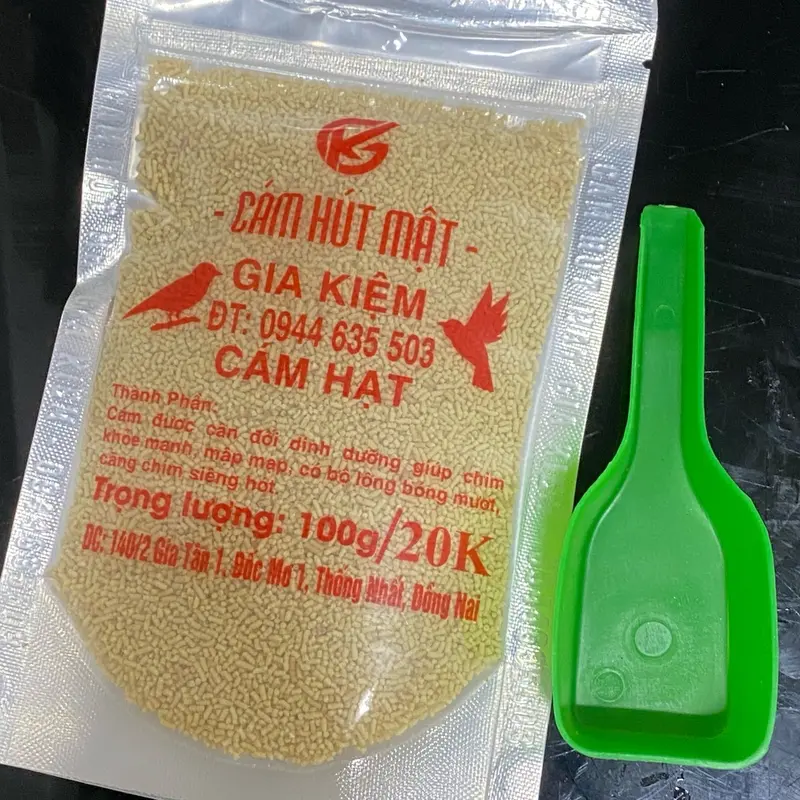 KG
- CÁM HÚT MẬT -
GIA KIỆM
ĐT: 0944 635 503
CÁM HẠT
Thành Phần:
Cám được cân đối dinh dưỡng giúp chim
khỏe mạnh, mập mạp, có bộ lông bóng mượt,
căng chim siêng hót.
Trọng lượng: 100g/20K
ĐC: 140/2 Gia Tân 1, Dốc Mơ 1, Thống Nhất, Đồng Nai